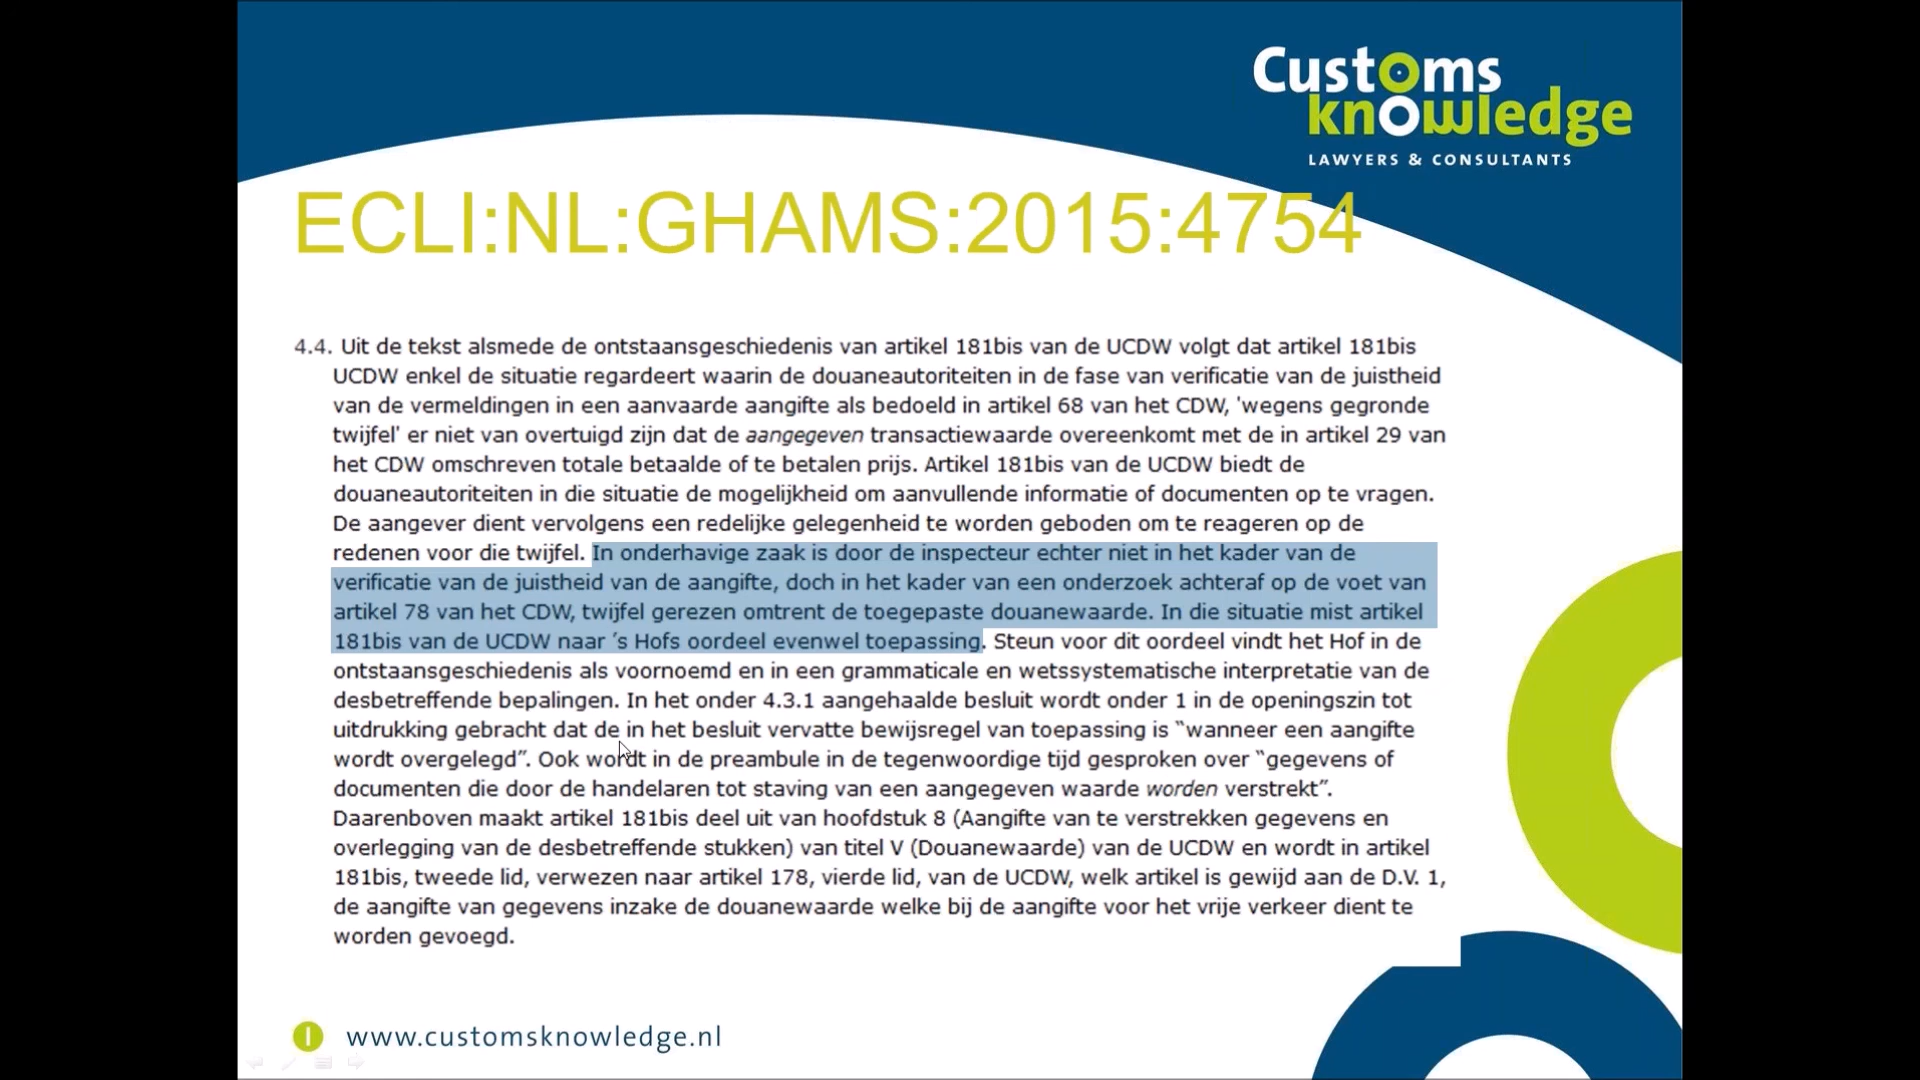 Customs
knowledge
LAWYERS & CONSULTANTS
ECLI:NL:GHAMS:2015:4754
4.4. Uit de tekst alsmede de ontstaansgeschiedenis van artikel 181bis van de UCDW volgt dat artikel 181bis
UCDW enkel de situatie regardeert waarin de douaneautoriteiten in de fase van verificatie van de juistheid
van de vermeldingen in een aanvaarde aangifte als bedoeld in artikel 68 van het CDW, 'wegens gegronde
twijfel' er niet van overtuigd zijn dat de aangegeven transactiewaarde overeenkomt met de in artikel 29 van
het CDW omschreven totale betaalde of te betalen prijs. Artikel 181bis van de UCDW biedt de
douaneautoriteiten in die situatie de mogelijkheid om aanvullende informatie of documenten op te vragen.
De aangever dient vervolgens een redelijke gelegenheid te worden geboden om te reageren op de
redenen voor die twijfel. In onderhavige zaak is door de inspecteur echter niet in het kader van de
verificatie van de juistheid van de aangifte, doch in het kader van een onderzoek achteraf op de voet van
artikel 78 van het CDW, twijfel gerezen omtrent de toegepaste douanewaarde. In die situatie mist artikel
181bis van de UCDW naar ’s Hofs oordeel evenwel toepassing. Steun voor dit oordeel vindt het Hof in de
ontstaansgeschiedenis als voornoemd en in een grammaticale en wetssystematische interpretatie van de
desbetreffende bepalingen. In het onder 4.3.1 aangehaalde besluit wordt onder 1 in de openingszin tot
uitdrukking gebracht dat de in het besluit vervatte bewijsregel van toepassing is “wanneer een aangifte
wordt overgelegd”. Ook wordt in de preambule in de tegenwoordige tijd gesproken over “gegevens of
documenten die door de handelaren tot staving van een aangegeven waarde worden verstrekt”.
Daarenboven maakt artikel 181bis deel uit van hoofdstuk 8 (Aangifte van te verstrekken gegevens en
overlegging van de desbetreffende stukken) van titel V (Douanewaarde) van de UCDW en wordt in artikel
181bis, tweede lid, verwezen naar artikel 178, vierde lid, van de UCDW, welk artikel is gewijd aan de D.V. 1,
de aangifte van gegevens inzake de douanewaarde welke bij de aangifte voor het vrije verkeer dient te
worden gevoegd.
www.customsknowledge.nl